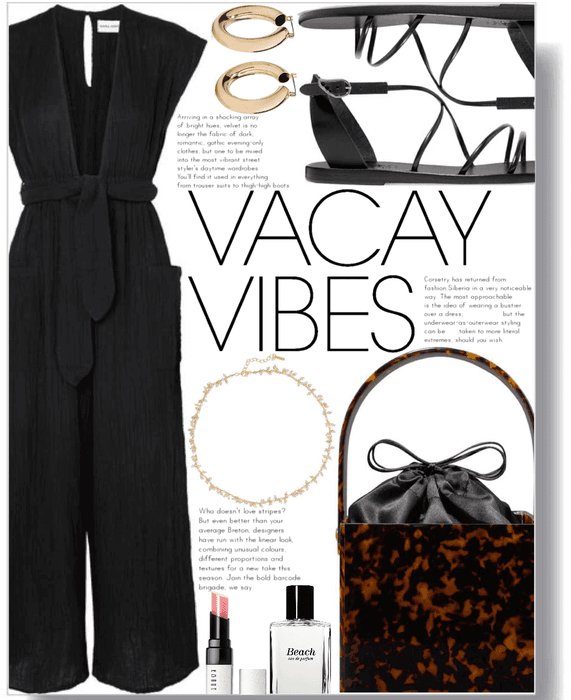 Arriving in a shocking array
of bright hues, velvet is no
longer the fabric of dark,
romantic, gothic evening-only
clothes, but one to be mixed
into the most vibrant street
styler's daytime wardrobes.
You'll find it used in everything
from trouser suits to thigh-high boots
VACAY
VIBES
Corsetry has returned from
fashion Siberia in a very noticeable
way. The most approachable
is the idea of wearing a bustier
over a dress, but the
underwear-as-outerwear styling
can be taken to more literal
extremes, should you wish
Who doesn't love stripes?
But even better than your
average Breton, designers
have run with the linear look,
combining unusual colours,
different proportions and
textures for a new take this
season. Join the bold barcode
brigade, we say
Beach
eau de parfum